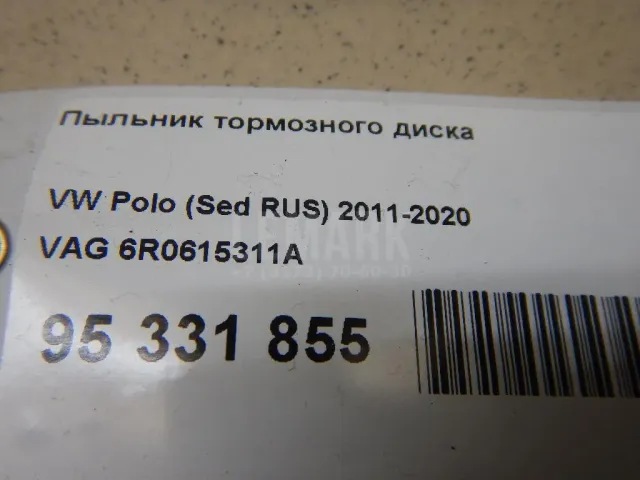 Пыльник тормозного диска
VW Polo (Sed RUS) 2011-2020
VAG 6R0615311A
95 331 855